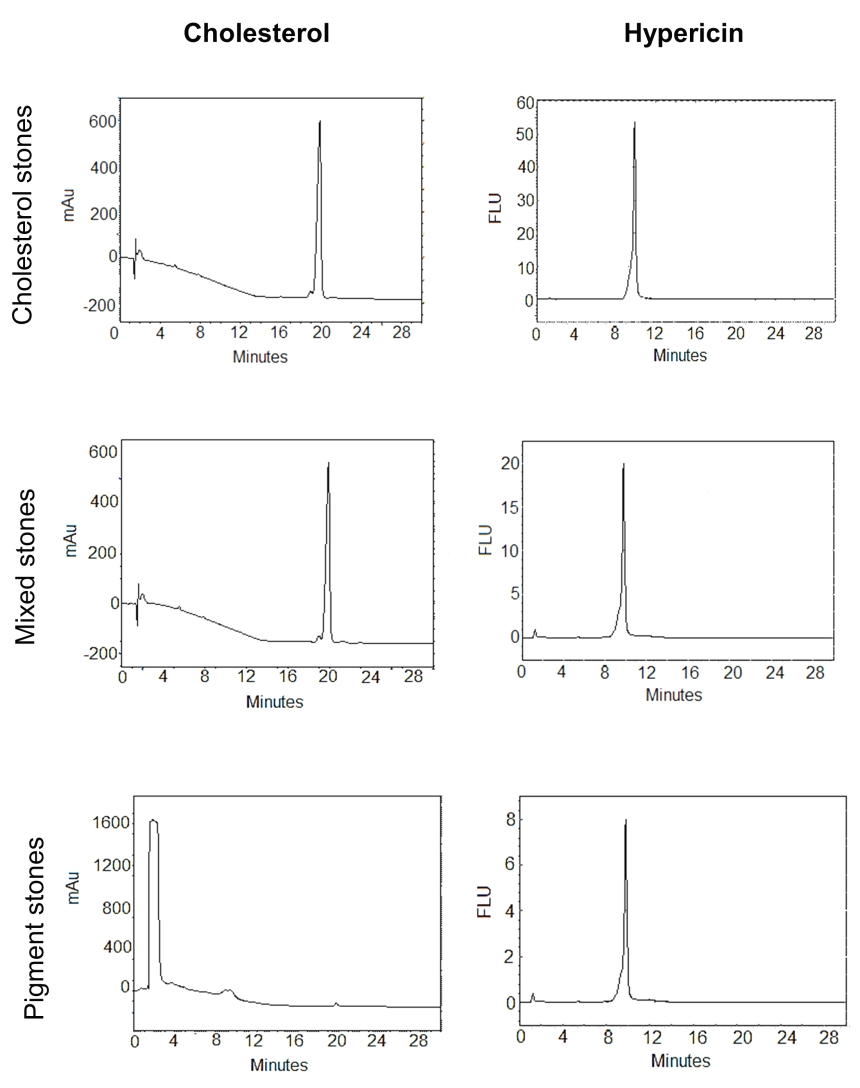 Cholesterol
Hypericin
Cholesterol stones
mAu
600
400
200
0
-200
0 4 8 12 16 20 24 28
Minutes
FLU
60
50
40
30
20
10
0
0 4 8 12 16 20 24 28
Minutes
Mixed stones
mAu
600
400
200
0
-200
0 4 8 12 16 20 24 28
Minutes
FLU
20
15
10
5
0
0 4 8 12 16 20 24 28
Minutes
Pigment stones
mAu
1600
1200
800
400
0
0 4 8 12 16 20 24 28
Minutes
FLU
8
6
4
2
0
0 4 8 12 16 20 24 28
Minutes